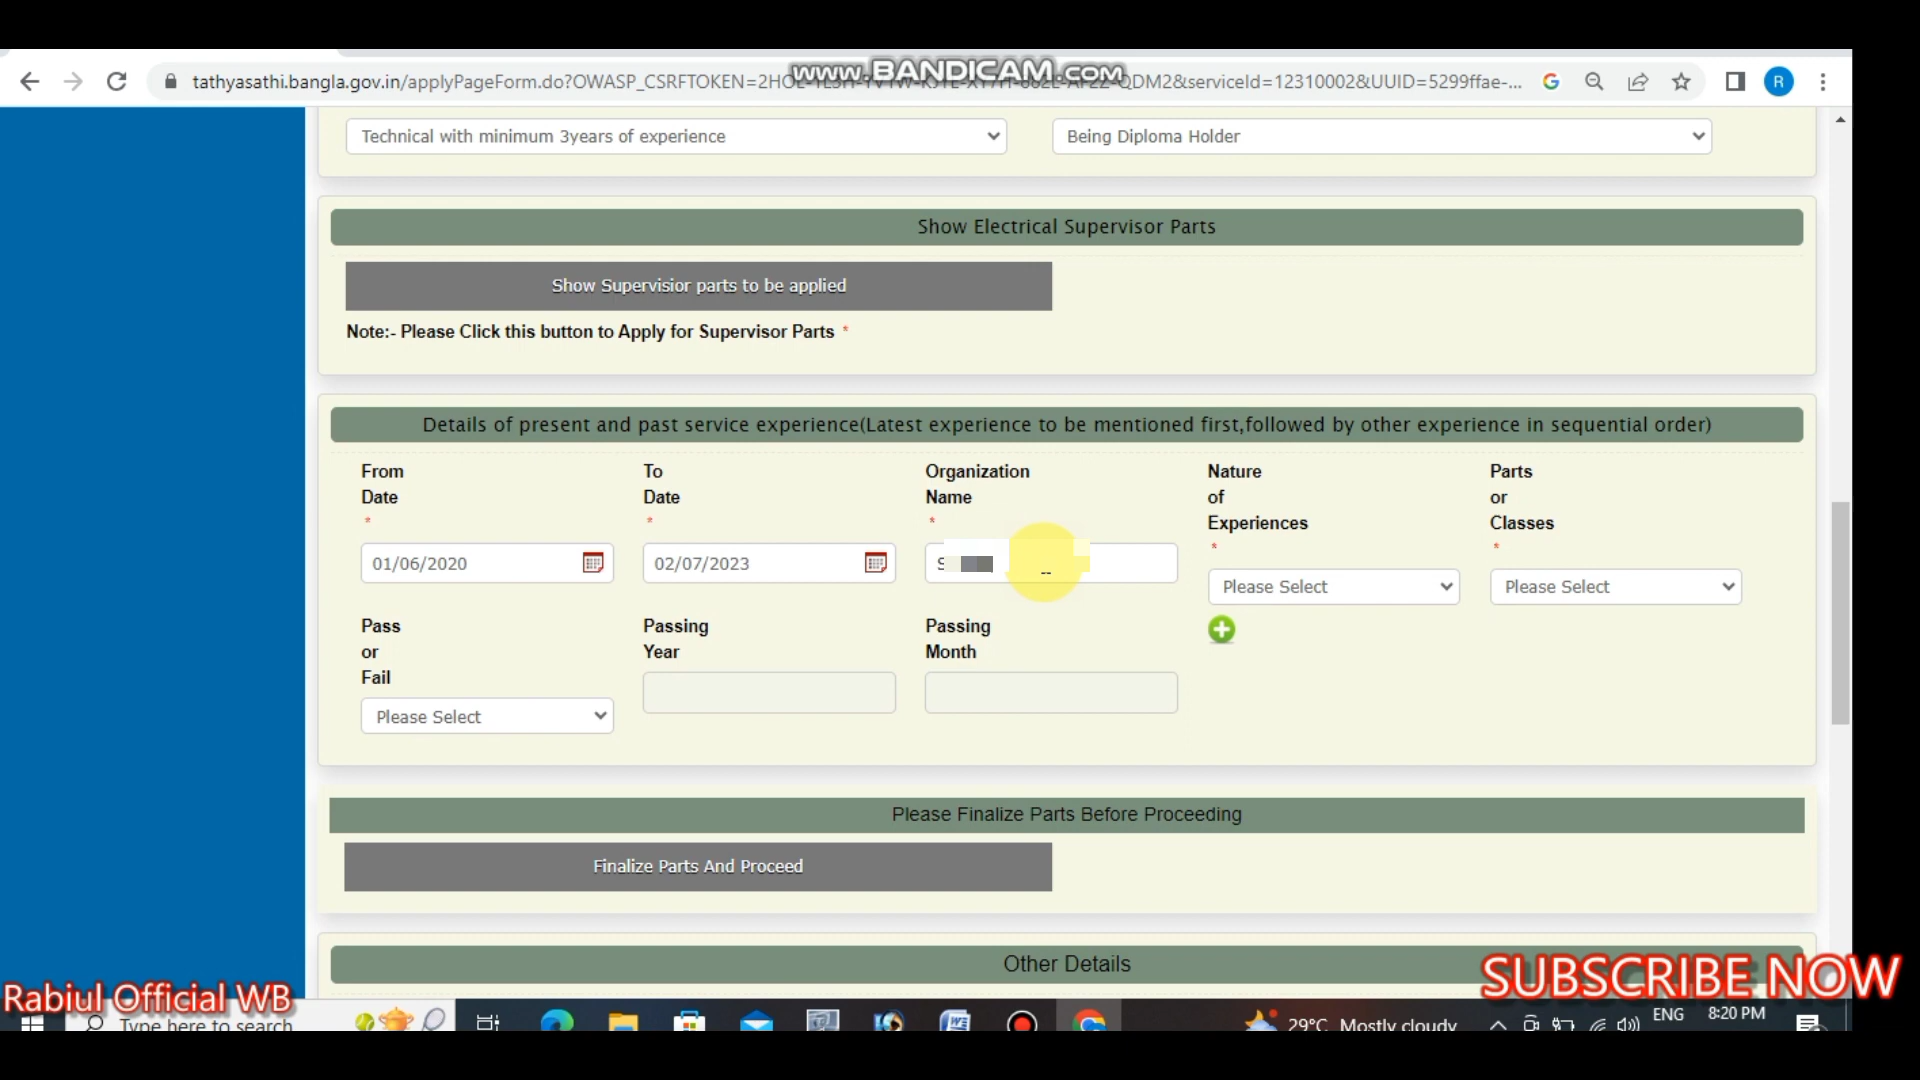 www.BANDICAM.com
tathyasathi.bangla.gov.in/applyPageForm.do?OWASP_CSRFTOKEN=2HOL- QDM2&serviceId=12310002&UUID=5299ffae-...
G
R
Technical with minimum 3years of experience
Being Diploma Holder
Show Electrical Supervisor Parts
Show Supervisior parts to be applied
Note:- Please Click this button to Apply for Supervisor Parts *
Details of present and past service experience(Latest experience to be mentioned first,followed by other experience in sequential order)
From Date *
To Date *
Organization Name *
Nature of Experiences *
Parts or Classes *
01/06/2020
02/07/2023
S
Please Select
Please Select
Pass or Fail
Passing Year
Passing Month
Please Select
Please Finalize Parts Before Proceeding
Finalize Parts And Proceed
Other Details
Rabiul Official WB
SUBSCRIBE NOW
Type here to search
29°C Mostly cloudy
ENG
8:20 PM